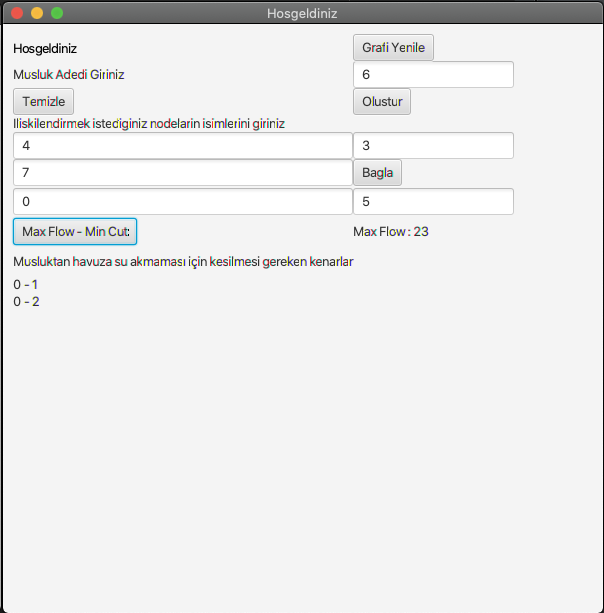 Hosgeldiniz
Hosgeldiniz
Grafi Yenile
Musluk Adedi Giriniz
6
Temizle
Olustur
Iliskilendirmek istediginiz nodelarin isimlerini giriniz
4
3
7
Bagla
0
5
Max Flow - Min Cut:
Max Flow : 23
Musluktan havuza su akmaması için kesilmesi gereken kenarlar
0 - 1
0 - 2